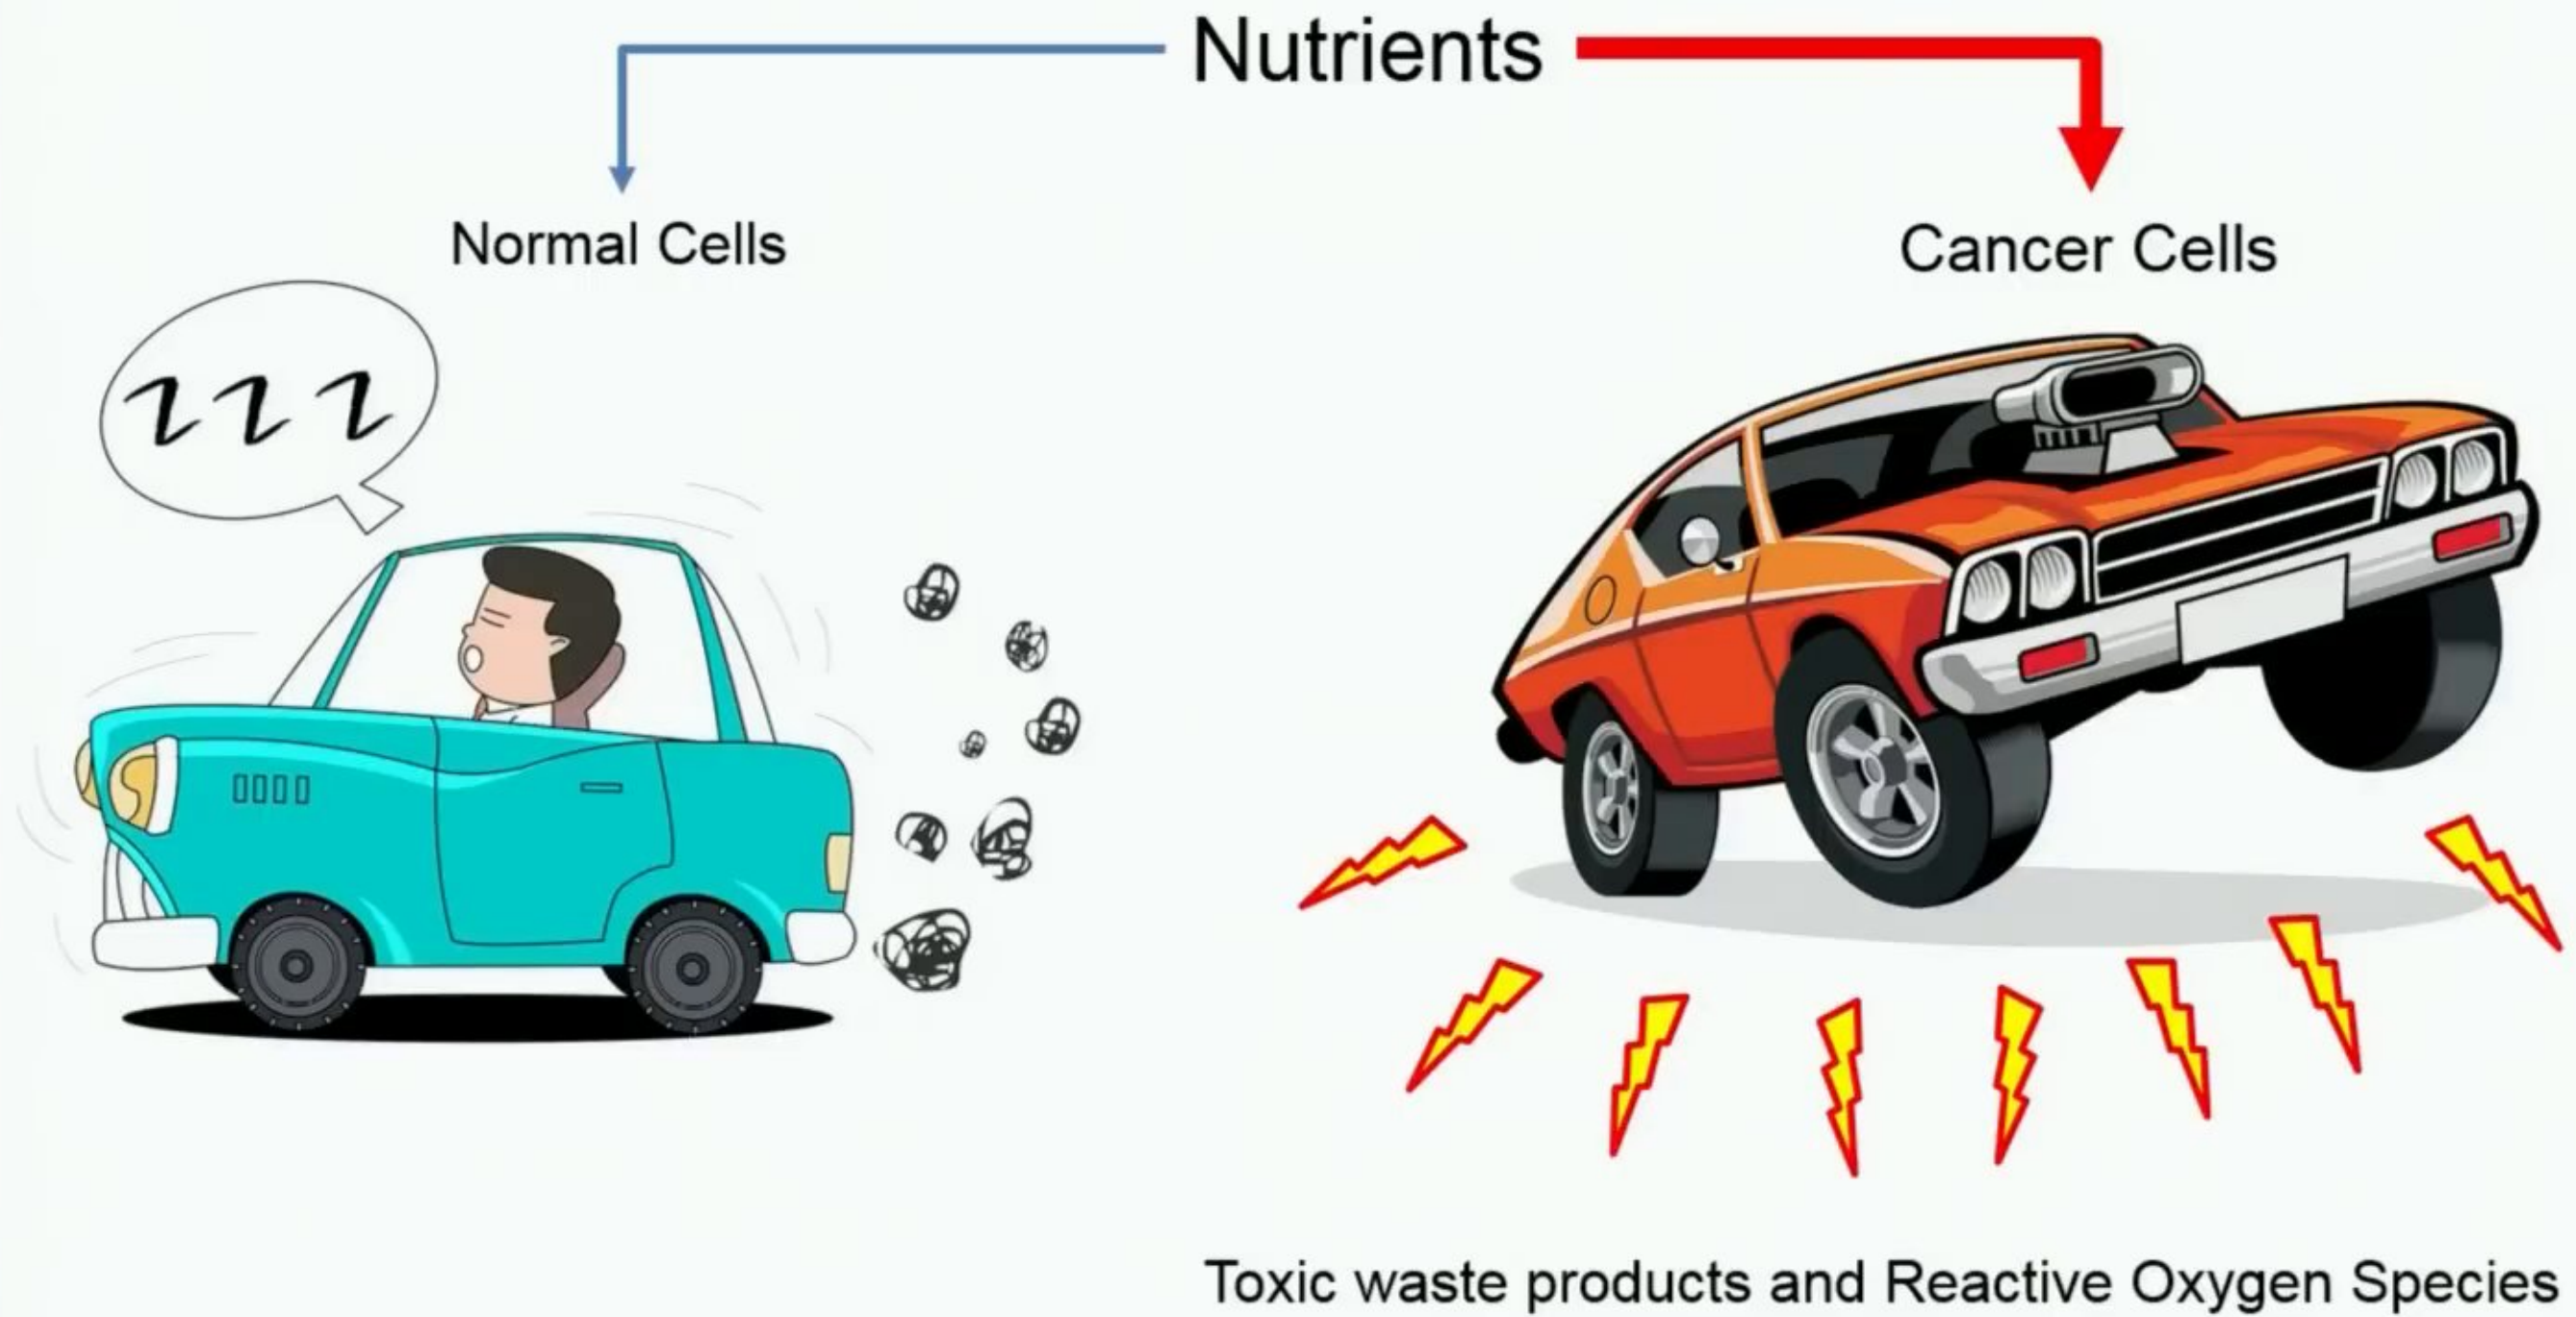 Nutrients
Normal Cells
Cancer Cells
zzz
Toxic waste products and Reactive Oxygen Species